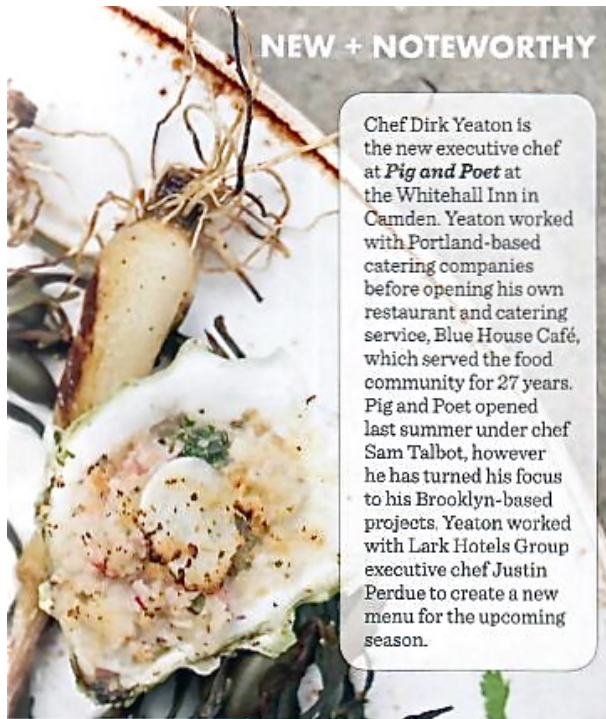 NEW + NOTEWORTHY
Chef Dirk Yeaton is
the new executive chef
at Pig and Poet at
the Whitehall Inn in
Camden. Yeaton worked
with Portland-based
catering companies
before opening his own
restaurant and catering
service, Blue House Café,
which served the food
community for 27 years.
Pig and Poet opened
last summer under chef
Sam Talbot, however
he has turned his focus
to his Brooklyn-based
projects. Yeaton worked
with Lark Hotels Group
executive chef Justin
Perdue to create a new
menu for the upcoming
season.